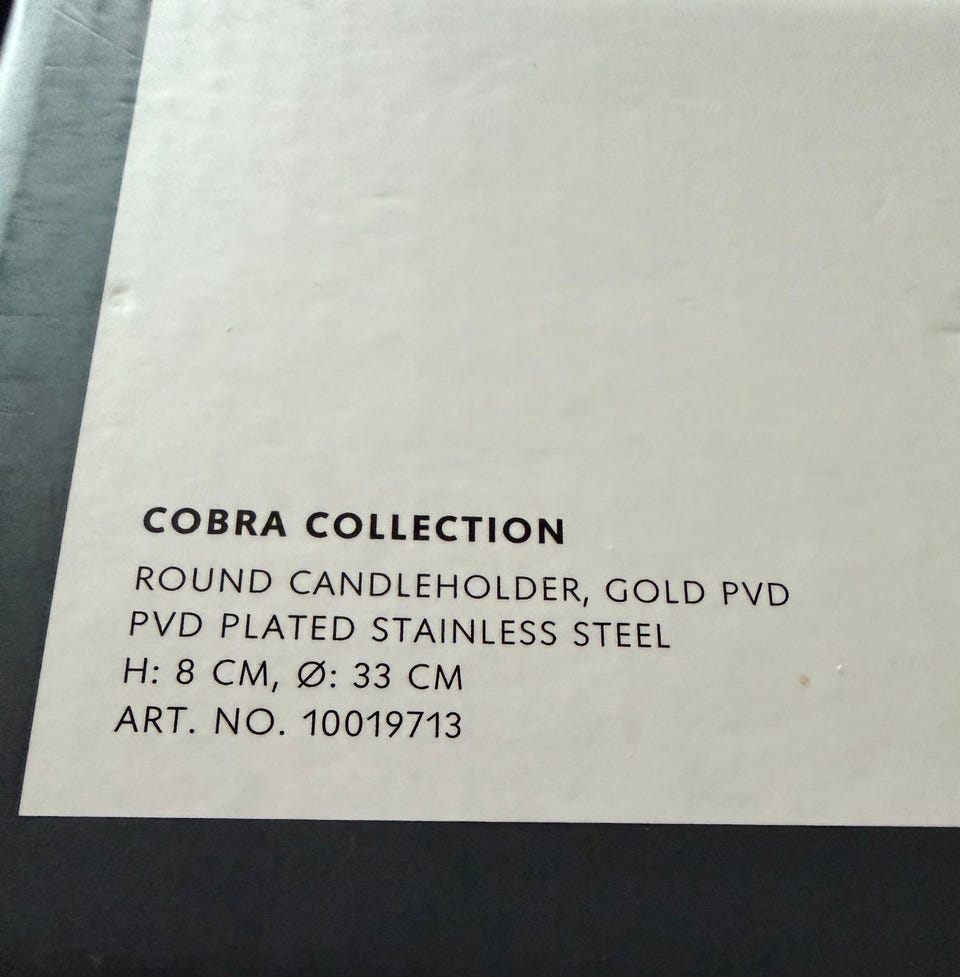 COBRA COLLECTION
ROUND CANDLEHOLDER, GOLD PVD
PVD PLATED STAINLESS STEEL
H: 8 CM, Ø: 33 CM
ART. NO. 10019713